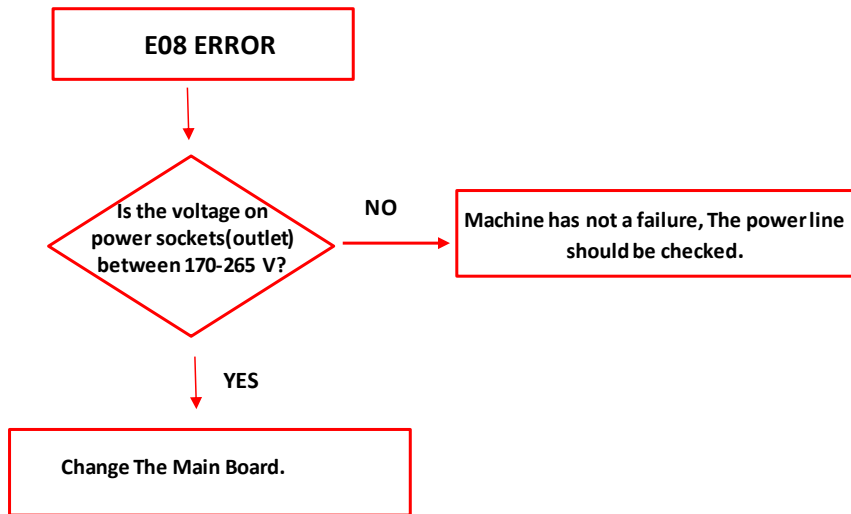 E08 ERROR
Is the voltage on
power sockets(outlet)
between 170-265 V?
NO
Machine has not a failure, The power line
should be checked.
YES
Change The Main Board.